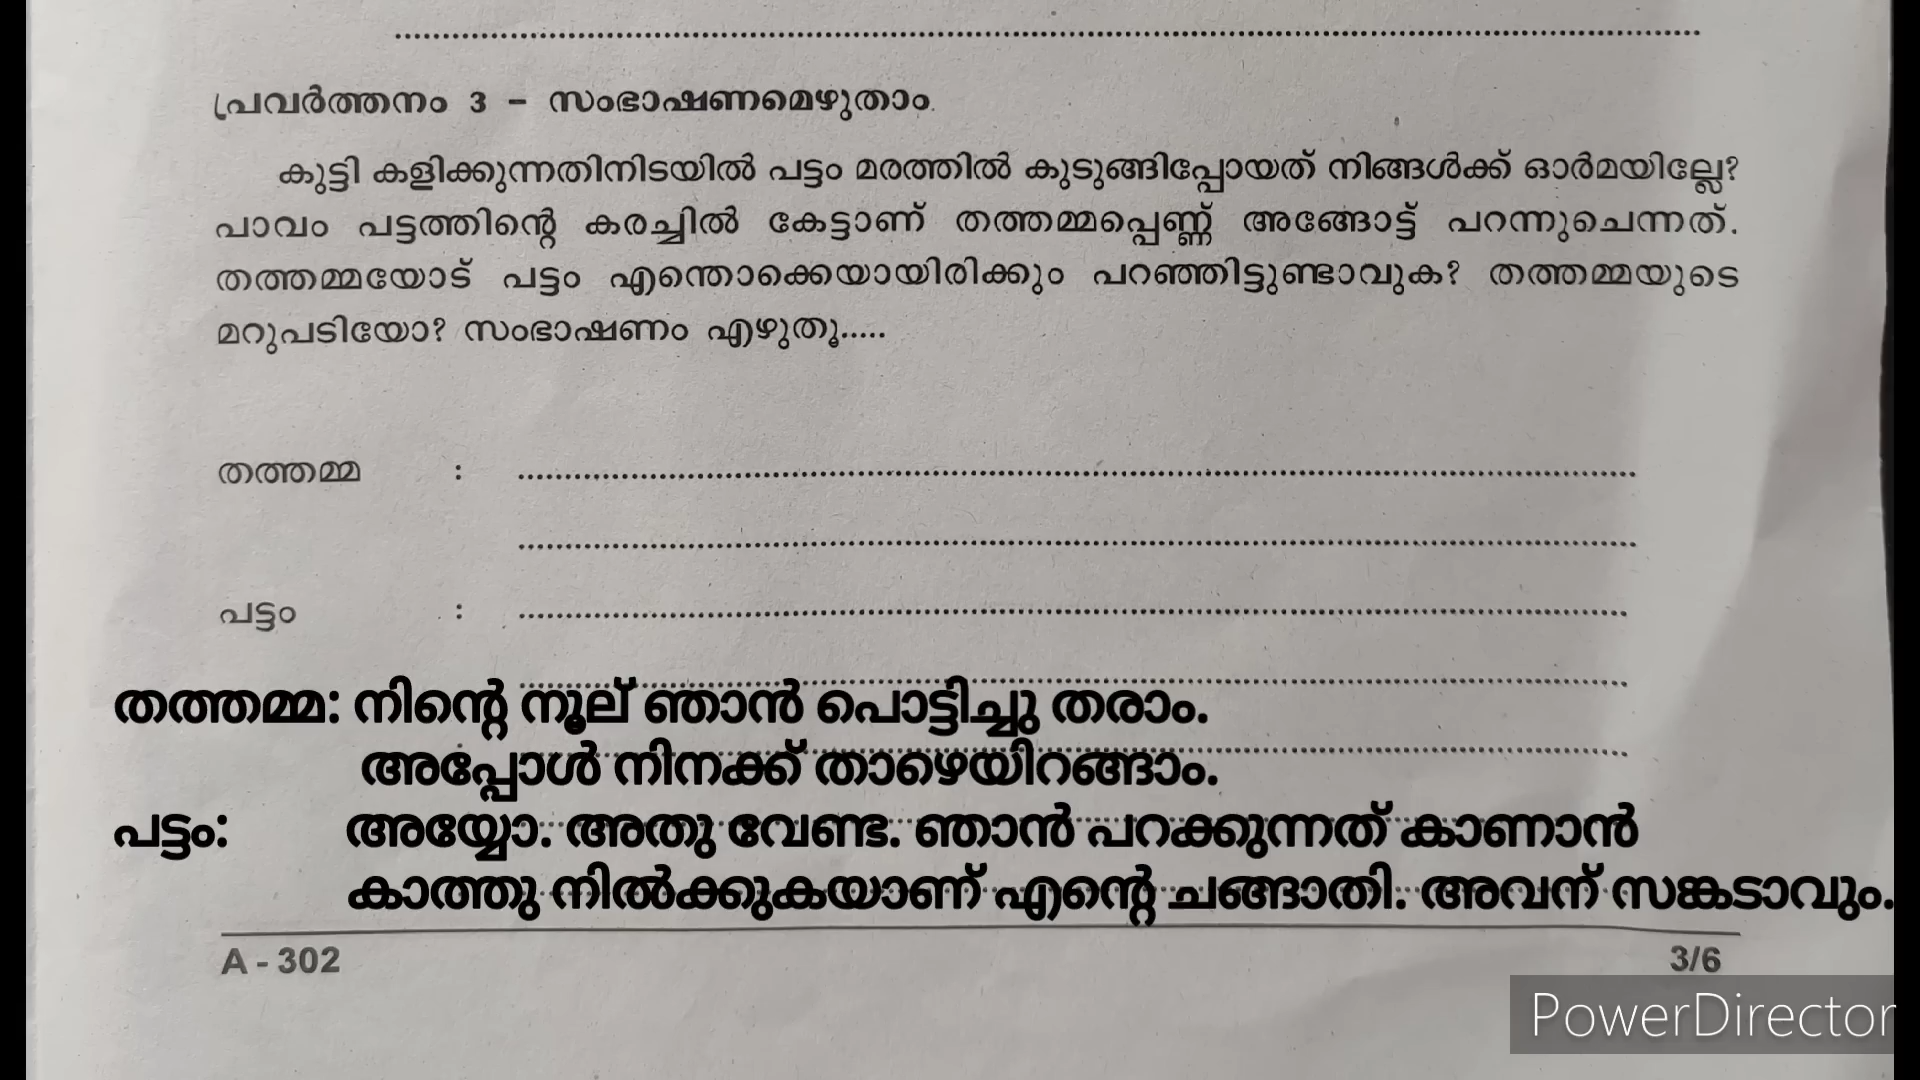 പ്രവർത്തനം 3 - സംഭാഷണമെഴുതാം.
കുട്ടി കളിക്കുന്നതിനിടയിൽ പട്ടം മരത്തിൽ കുടുങ്ങിപ്പോയത് നിങ്ങൾക്ക് ഓർമയില്ലേ?
പാവം പട്ടത്തിന്റെ കരച്ചിൽ കേട്ടാണ് തത്തമ്മപ്പെണ്ണ് അങ്ങോട്ട് പറന്നുചെന്നത്.
തത്തമ്മയോട് പട്ടം എന്തൊക്കെയായിരിക്കും പറഞ്ഞിട്ടുണ്ടാവുക? തത്തമ്മയുടെ
മറുപടിയോ? സംഭാഷണം എഴുതൂ.....
തത്തമ്മ :
പട്ടം :
തത്തമ്മ: നിന്റെ നൂല് ഞാൻ പൊട്ടിച്ചു തരാം.
അപ്പോൾ നിനക്ക് താഴെയിറങ്ങാം.
പട്ടം: അയ്യോ. അതു വേണ്ട. ഞാൻ പറക്കുന്നത് കാണാൻ
കാത്തു നിൽക്കുകയാണ് എന്റെ ചങ്ങാതി. അവന് സങ്കടാവും.
A - 302 3/6
PowerDirector